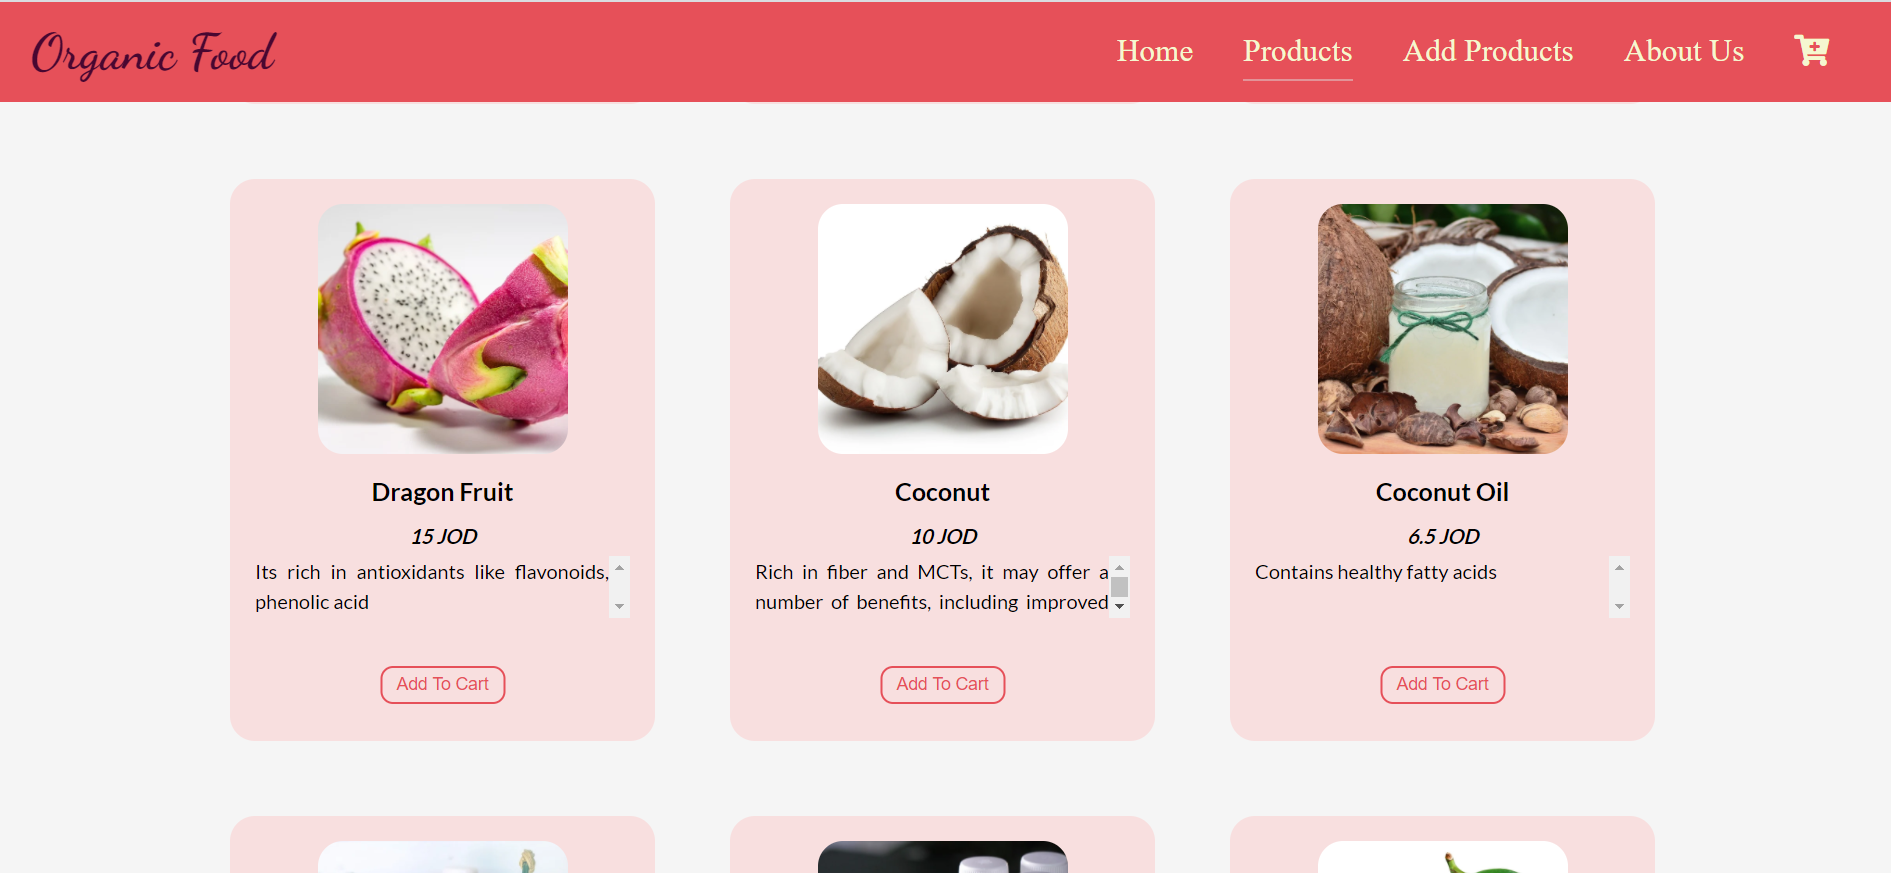 Organic Food
Home Products Add Products About Us
Dragon Fruit
15 JOD
Its rich in antioxidants like flavonoids,
phenolic acid
Add To Cart
Coconut
10 JOD
Rich in fiber and MCTs, it may offer a
number of benefits, including improved
Add To Cart
Coconut Oil
6.5 JOD
Contains healthy fatty acids
Add To Cart